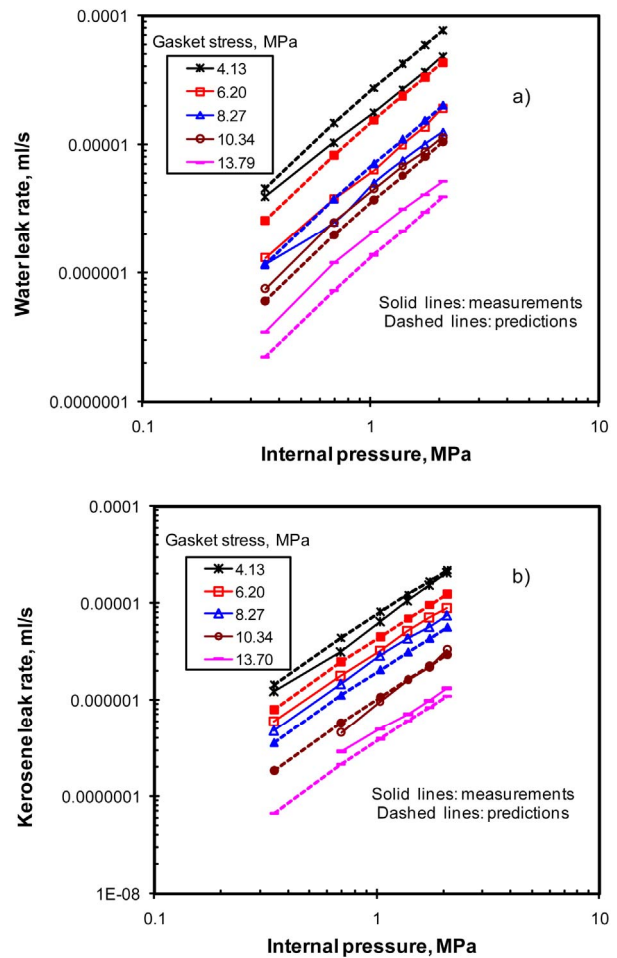 0.0001
Gasket stress, MPa
4.13
6.20
8.27
10.34
13.79
a)
0.00001
0.000001
0.0000001
Water leak rate, ml/s
Solid lines: measurements
Dashed lines: predictions
0.1
1
10
Internal pressure, MPa
0.0001
Gasket stress, MPa
4.13
6.20
8.27
10.34
13.70
b)
0.00001
0.000001
0.0000001
1E-08
Kerosene leak rate, ml/s
Solid lines: measurements
Dashed lines: predictions
0.1
1
10
Internal pressure, MPa